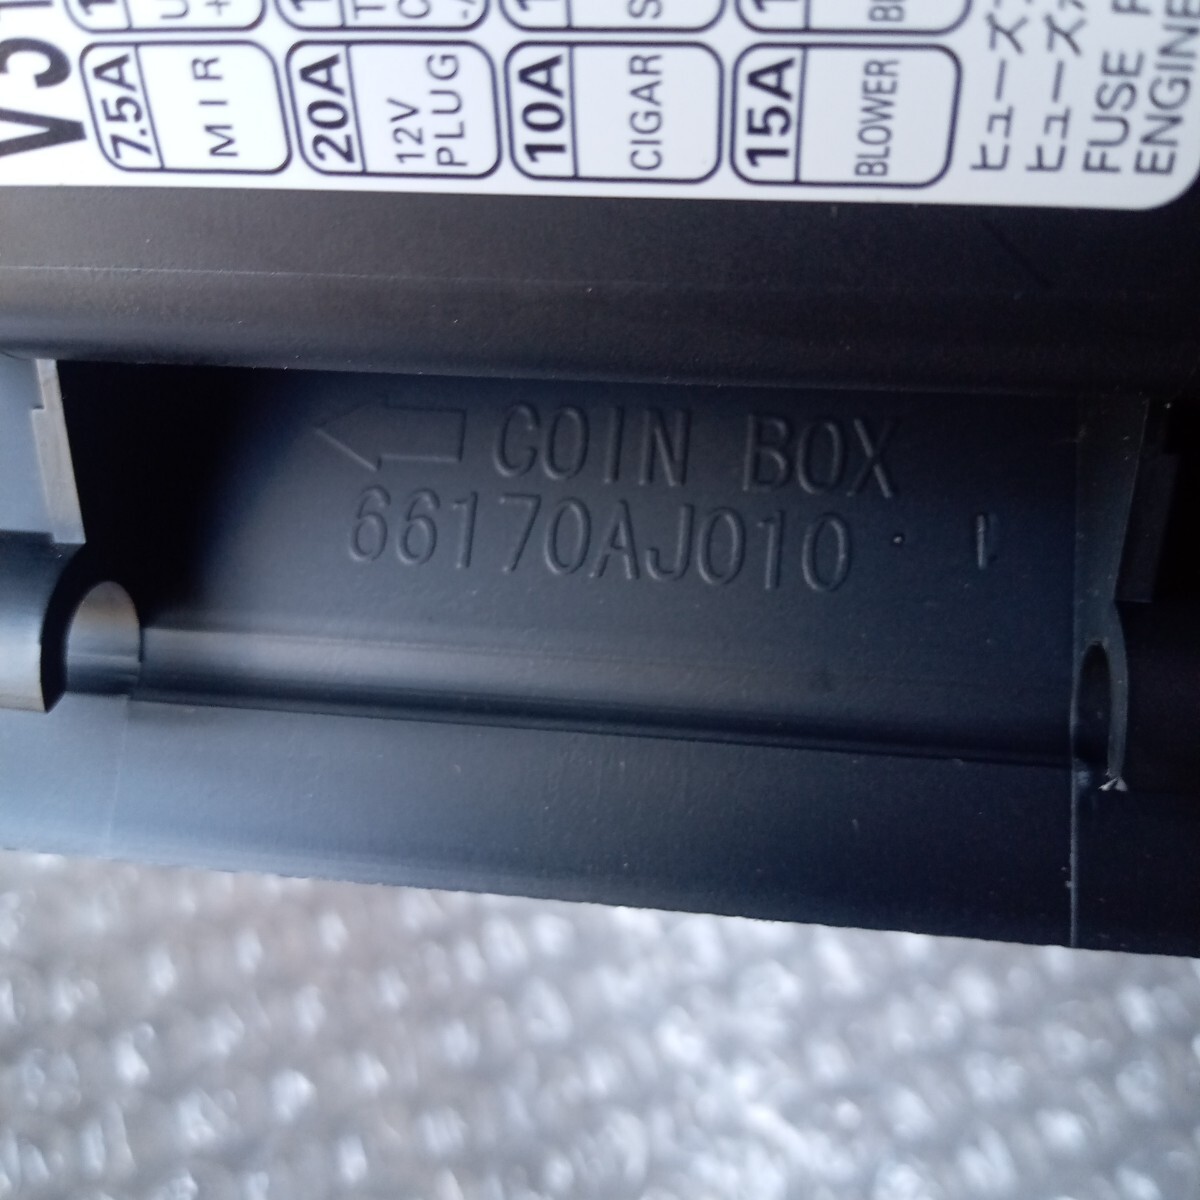 7.5A
MIR
20A
12V
PLUG
10A
CIGAR
15A
BLOWER
ヒューズ
ヒューズ
FUSE
ENGINE
COIN BOX
66170AJ010 · 1